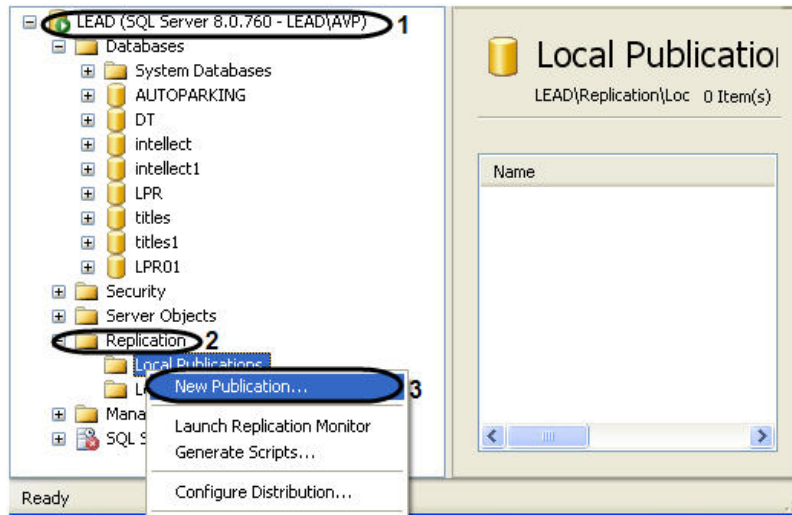 LEAD (SQL Server 8.0.760 - LEAD\AVP) 1
Databases
System Databases
AUTOPARKING
DT
intellect
intellect1
LPR
titles
titles1
LPR01
Security
Server Objects
Replication 2
Local Publications
New Publication... 3
Launch Replication Monitor
Generate Scripts...
Configure Distribution...
Mana
SQL S
Ready
Local Publicatio
LEAD\Replication\Loc 0 Item(s)
Name